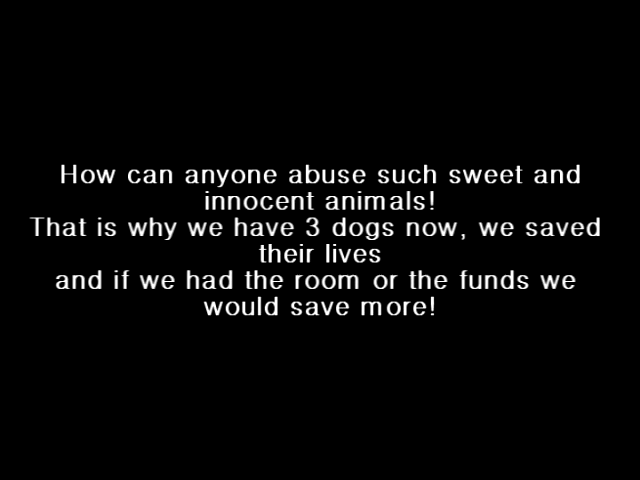 How can anyone abuse such sweet and
innocent animals!
That is why we have 3 dogs now, we saved
their lives
and if we had the room or the funds we
would save more!